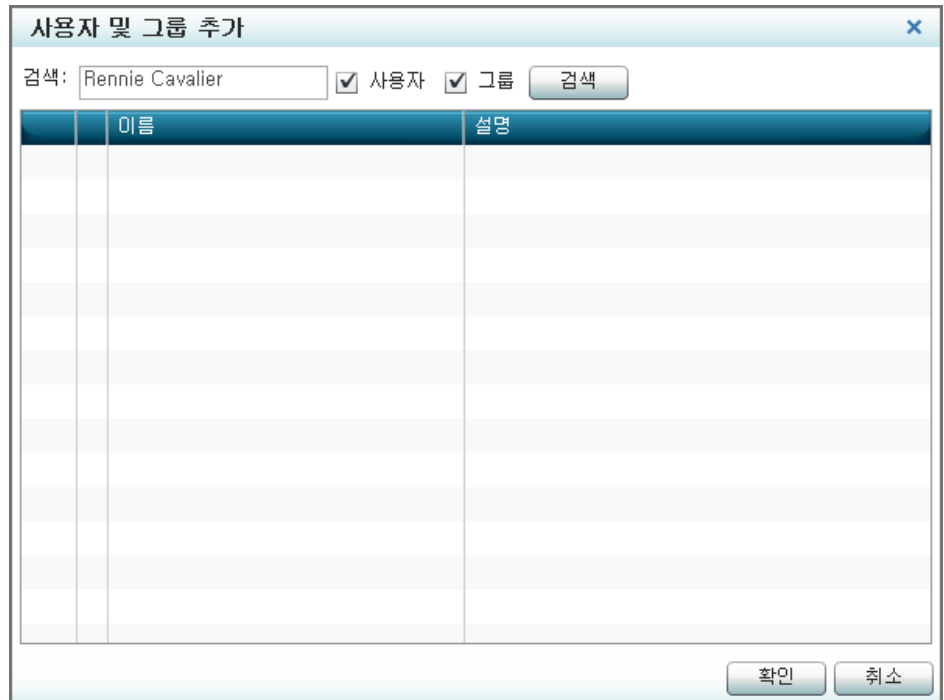 사용자 및 그룹 추가
검색: Rennie Cavalier 사용자 그룹 검색
이름 설명
확인 취소